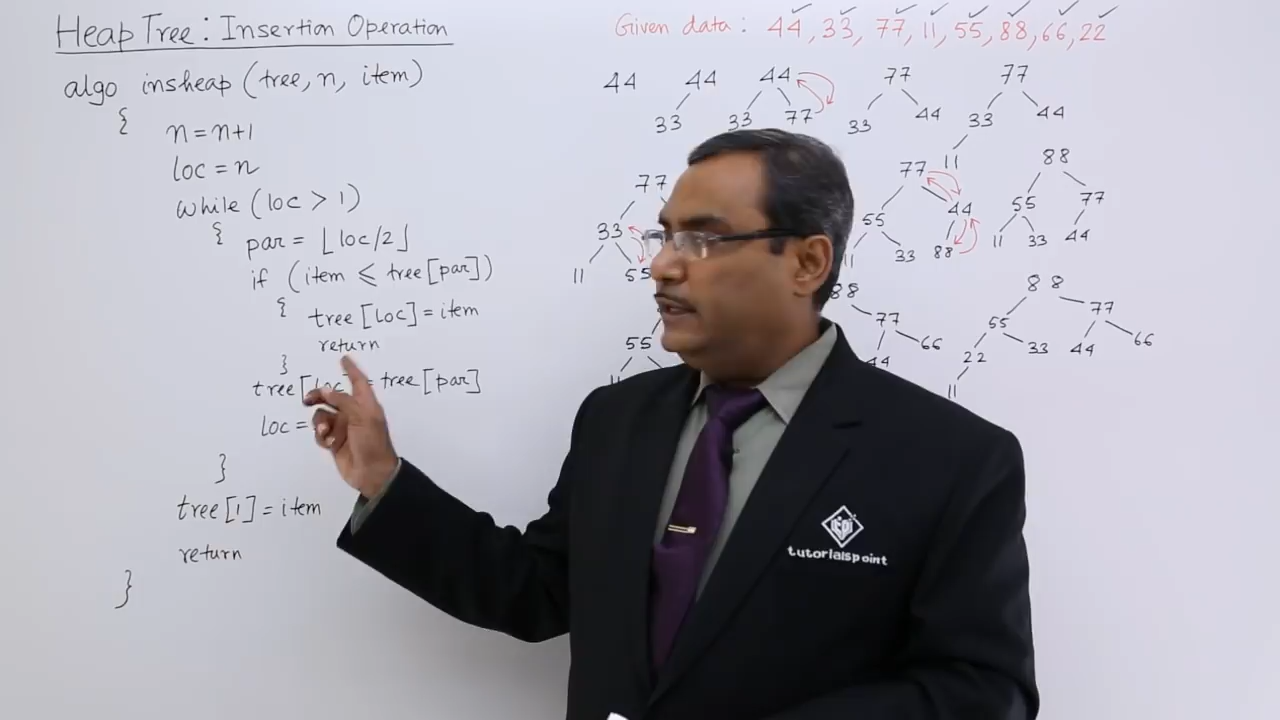 Heap Tree: Insertion Operation
algo insheap (tree, n, item)
{
n = n+1
loc = n
while (loc > 1)
{ par = ⌊loc/2⌋
if (item ≤ tree[par])
{ tree [loc] = item
return
}
tree[loc] = tree[par]
loc =
}
tree[1] = item
return
}
Given data: 44, 33, 77, 11, 55, 88, 66, 22
44
44
33
44
33 77
77
33 44
77
33 44
11
77
33
11 55
77
55 44
11 33 88
88
55 77
11 33 44
55
11
88
77
44 66
88
55 77
22 33 44 66
11
tutorialspoint